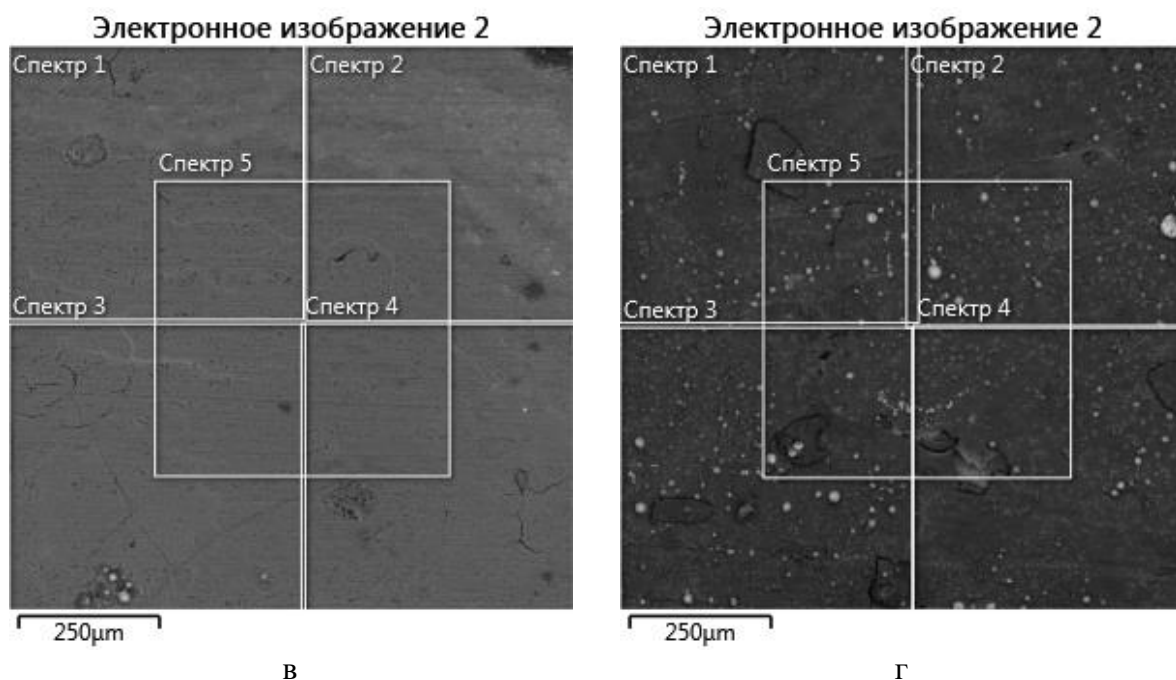 Электронное изображение 2
Спектр 1
Спектр 2
Спектр 5
Спектр 3
Спектр 4
250µm
в
Электронное изображение 2
Спектр 1
Спектр 2
Спектр 5
Спектр 3
Спектр 4
250µm
г